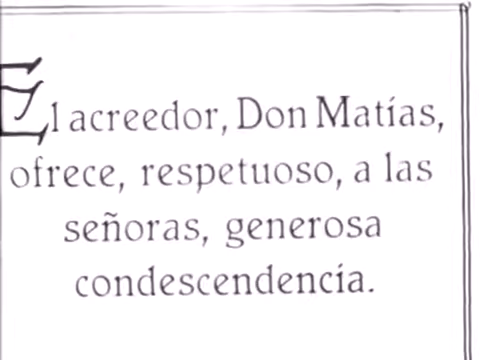 El acreedor, Don Matías,
ofrece, respetuoso, a las
señoras, generosa
condescendencia.